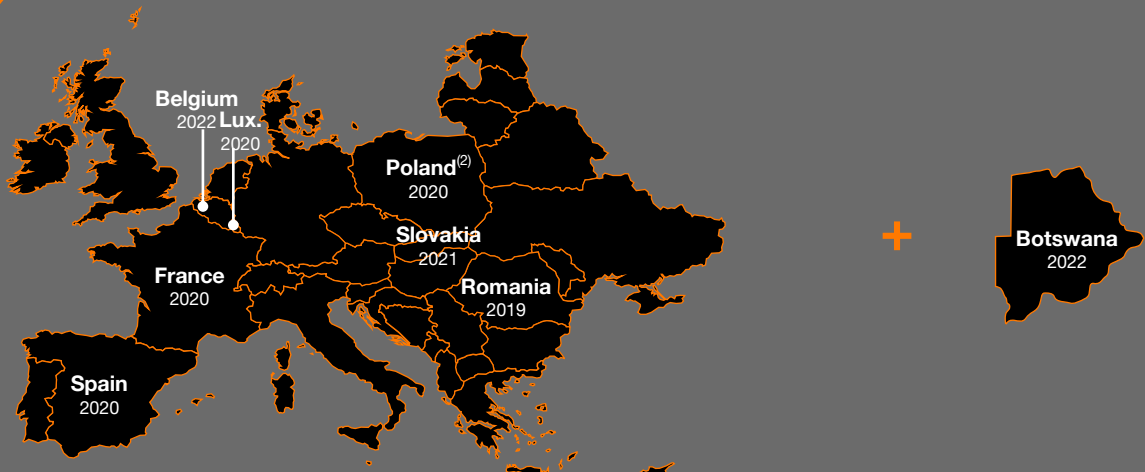 Belgium
2022
Lux.
2020
Poland(2)
2020
Slovakia
2021
France
2020
Romania
2019
Spain
2020
+
Botswana
2022